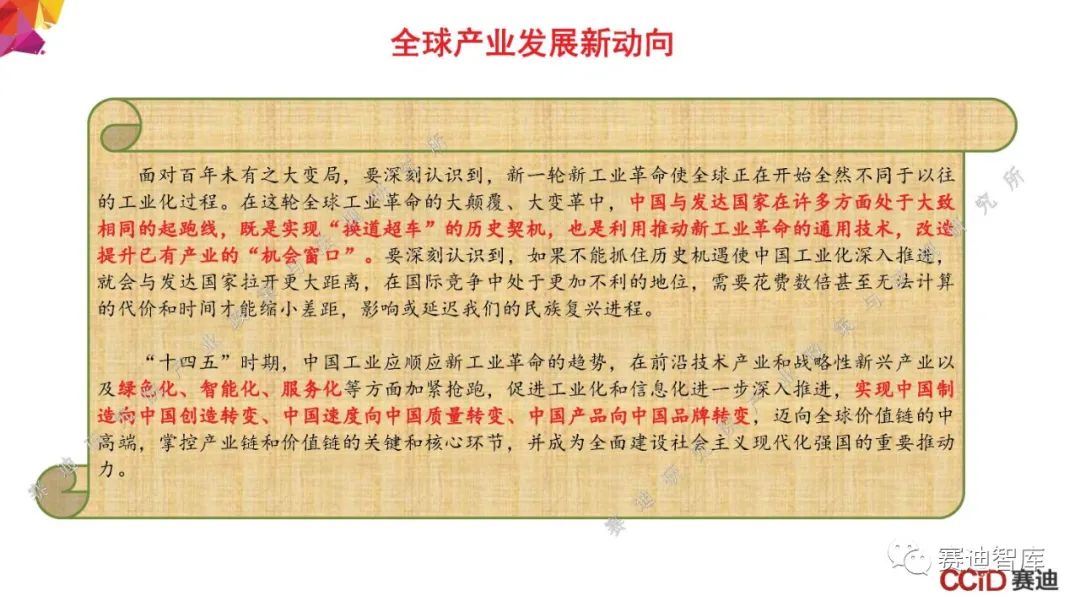 全球产业发展新动向
面对百年未有之大变局，要深刻认识到，新一轮新工业革命使全球正在开始全然不同于以往
的工业化过程。在这轮全球工业革命的大颠覆、大变革中，中国与发达国家在许多方面处于大致
相同的起跑线，既是实现“换道超车”的历史契机，也是利用推动新工业革命的通用技术，改造
提升已有产业的“机会窗口”。要深刻认识到，如果不能抓住历史机遇使中国工业化深入推进，
就会与发达国家拉开更大距离，在国际竞争中处于更加不利的地位，需要花费数倍甚至无法计算
的代价和时间才能缩小差距，影响或延迟我们的民族复兴进程。
“十四五”时期，中国工业应顺应新工业革命的趋势，在前沿技术产业和战略性新兴产业以
及绿色化、智能化、服务化等方面加紧抢跑，促进工业化和信息化进一步深入推进，实现中国制
造向中国创造转变、中国速度向中国质量转变、中国产品向中国品牌转变，迈向全球价值链的中
高端，掌控产业链和价值链的关键和核心环节，并成为全面建设社会主义现代化强国的重要推动
力。
赛迪智库
CCID 赛迪